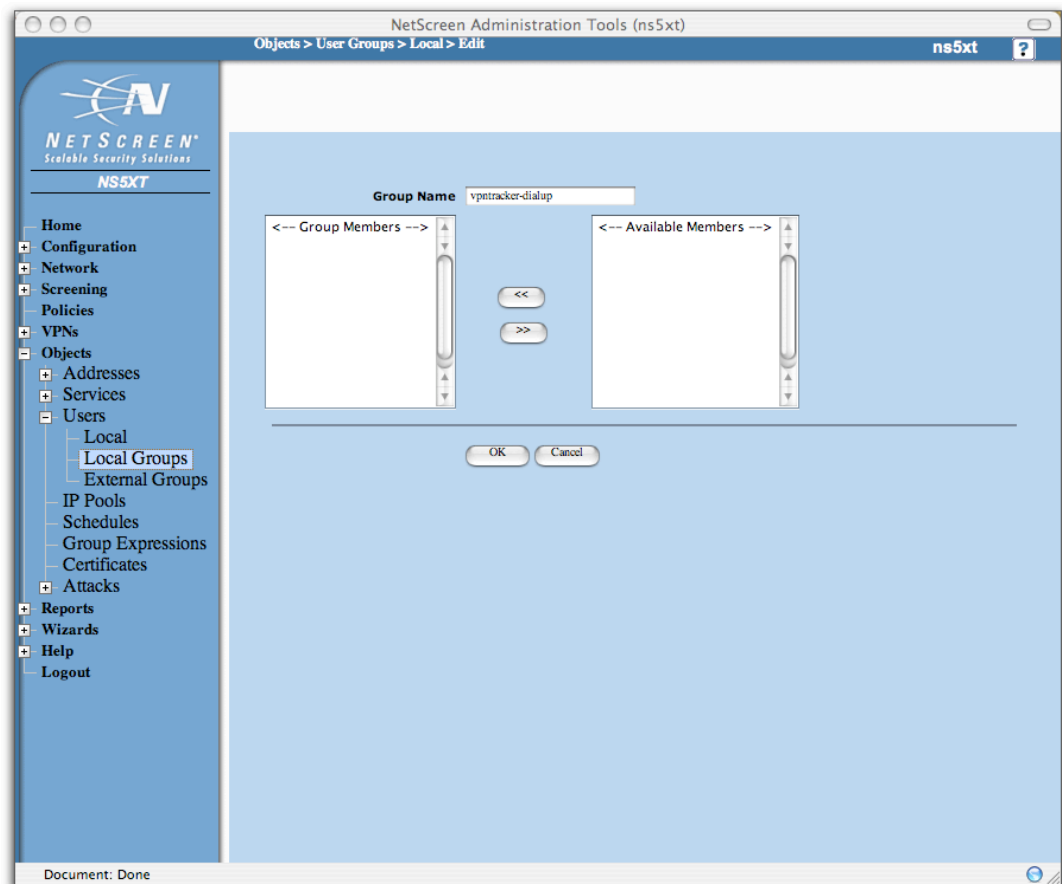 NetScreen Administration Tools (ns5xt)
Objects > User Groups > Local > Edit
ns5xt
?
N
NETSCREEN®
Scalable Security Solutions
NS5XT
Home
Configuration
Network
Screening
Policies
VPNs
Objects
Addresses
Services
Users
Local
Local Groups
External Groups
IP Pools
Schedules
Group Expressions
Certificates
Attacks
Reports
Wizards
Help
Logout
Group Name vpntracker-dialup
<-- Group Members -->
<-- Available Members -->
<<
>>
OK Cancel
Document: Done